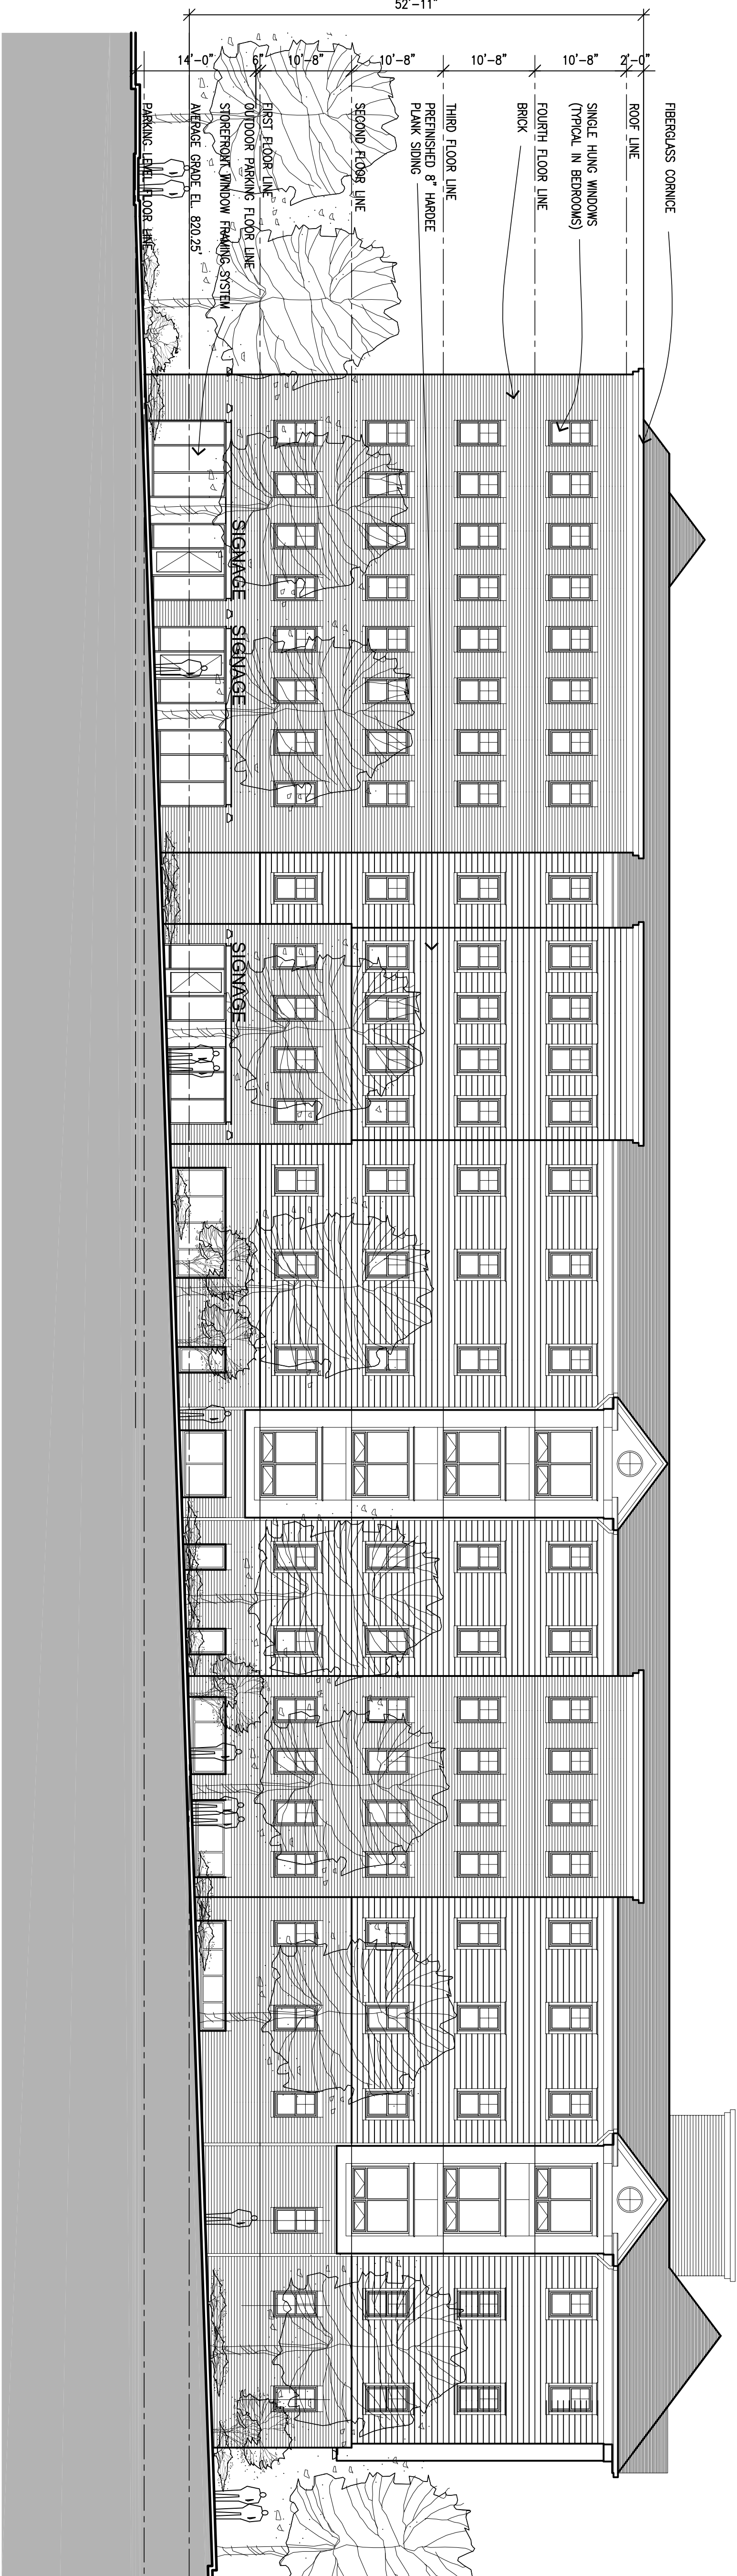 52'-11"
14'-0"
6"
10'-8"
10'-8"
10'-8"
10'-8"
2'-0"
FIBERGLASS CORNICE
ROOF LINE
SINGLE HUNG WINDOWS
(TYPICAL IN BEDROOMS)
FOURTH FLOOR LINE
BRICK
THIRD FLOOR LINE
PREFINISHED 8" HARDEE
PLANK SIDING
SECOND FLOOR LINE
FIRST FLOOR LINE
OUTDOOR PARKING FLOOR LINE
STOREFRONT WINDOW FRAMING SYSTEM
AVERAGE GRADE EL. 820.25'
PARKING LEVEL FLOOR LINE
SIGNAGE
SIGNAGE
SIGNAGE